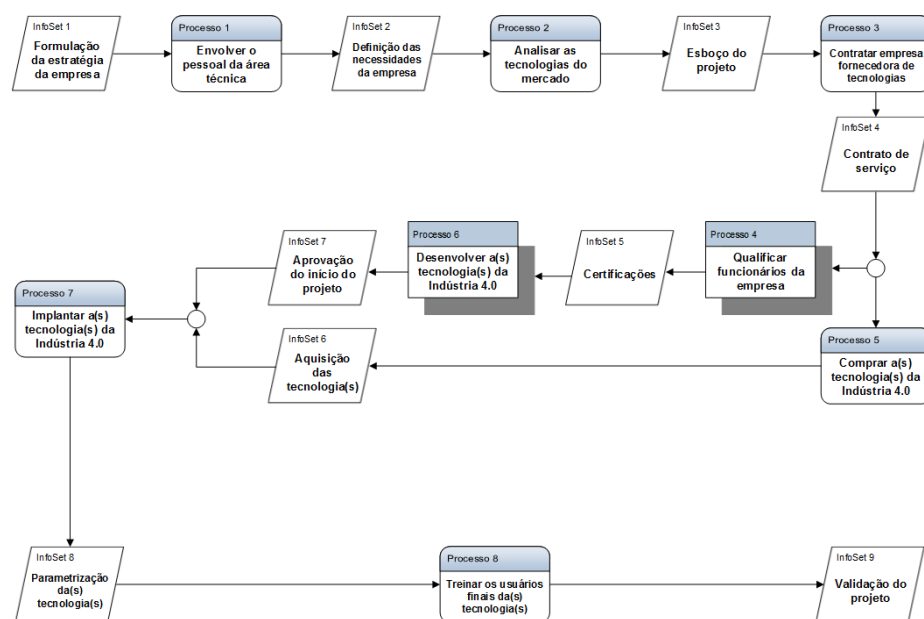 InfoSet 1
Formulação
da estratégia
da empresa
Processo 1
Envolver o
pessoal da área
técnica
InfoSet 2
Definição das
necessidades
da empresa
Processo 2
Analisar as
tecnologias do
mercado
InfoSet 3
Esboço do
projeto
Processo 3
Contratar empresa
fornecedora de
tecnologias
InfoSet 4
Contrato de
serviço
Processo 4
Qualificar
funcionários da
empresa
InfoSet 5
Certificações
Processo 6
Desenvolver a(s)
tecnologia(s) da
Indústria 4.0
InfoSet 7
Aprovação
do início do
projeto
Processo 5
Comprar a(s)
tecnologia(s) da
Indústria 4.0
InfoSet 6
Aquisição
das
tecnologia(s)
Processo 7
Implantar a(s)
tecnologia(s) da
Indústria 4.0
InfoSet 8
Parametrização
da(s)
tecnologia(s)
Processo 8
Treinar os usuários
finais da(s)
tecnologia(s)
InfoSet 9
Validação do
projeto